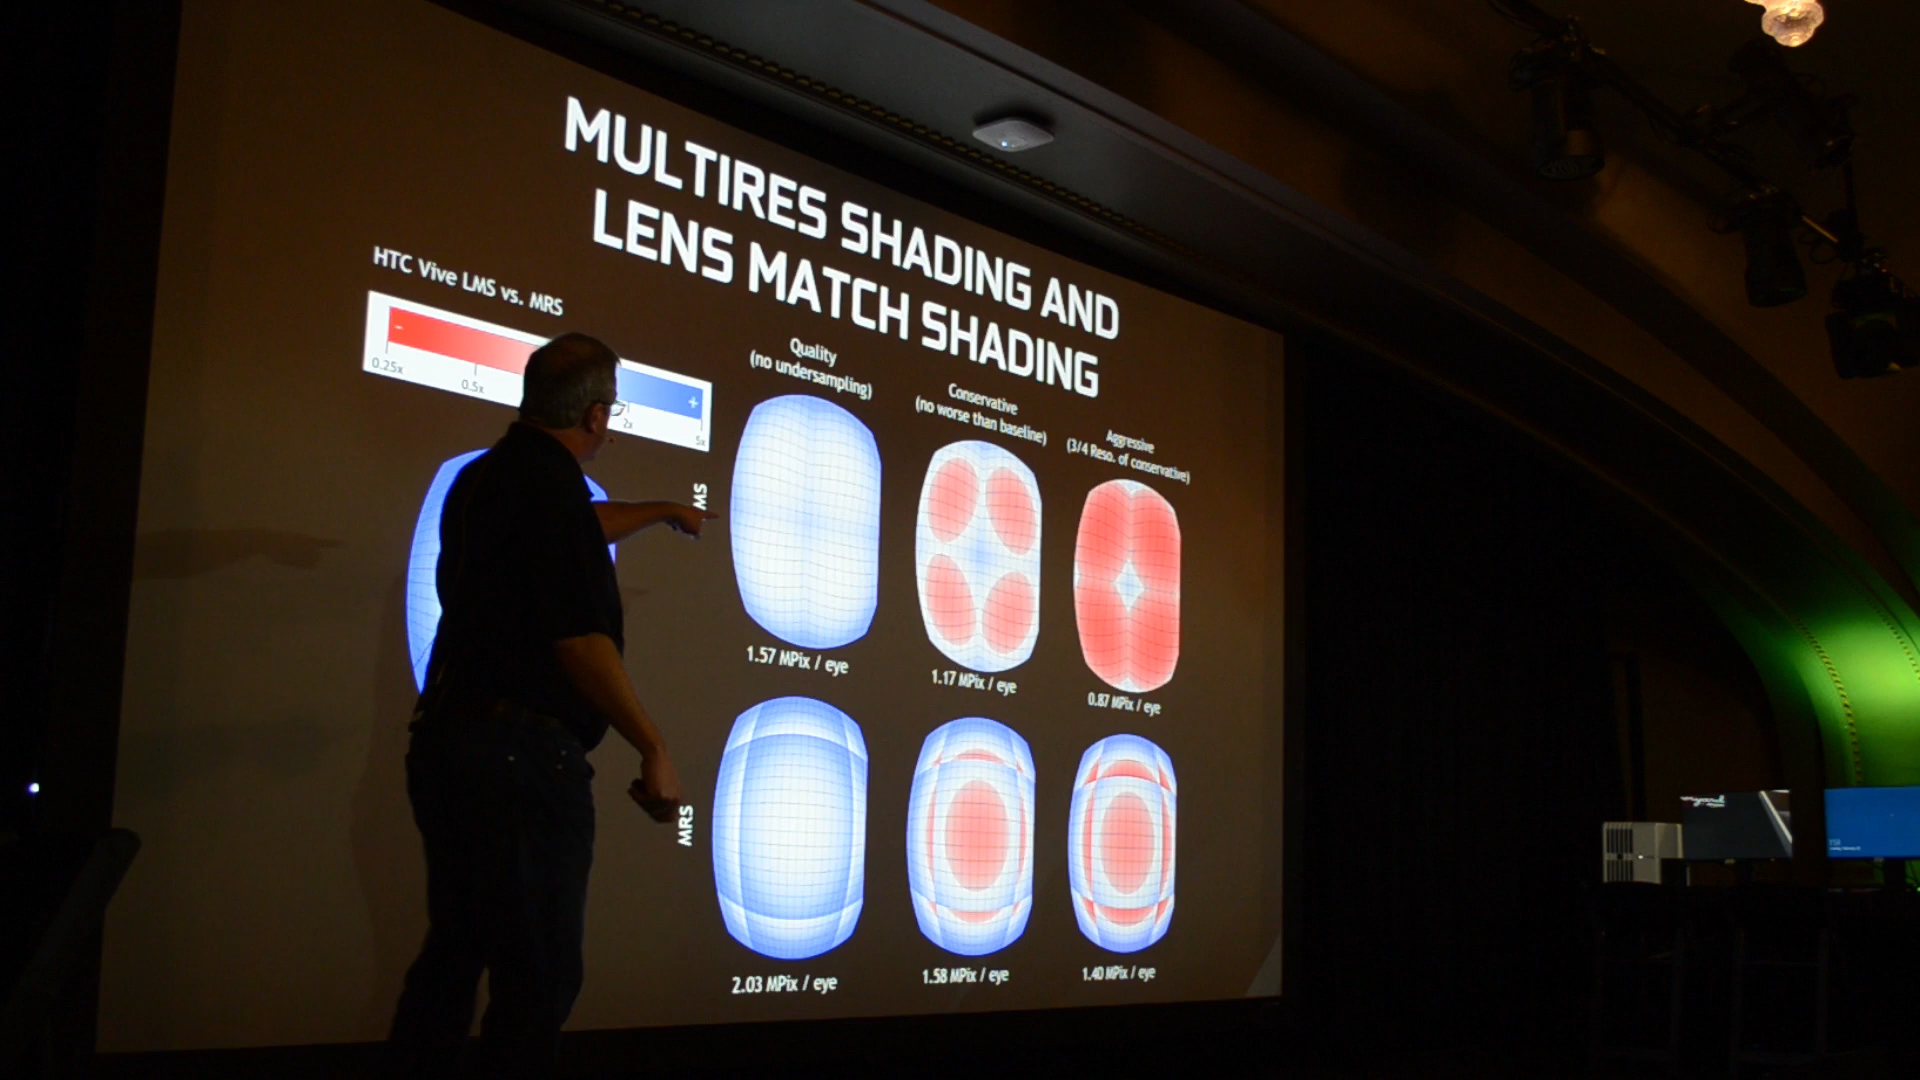 MULTIRES SHADING AND
LENS MATCH SHADING
HTC Vive LMS vs. MRS
- +
0.25x 0.5x 2x 5x
Quality
(no undersampling)
Conservative
(no worse than baseline)
Aggressive
(3/4 Reso. of conservative)
MS
1.57 MPix / eye
1.17 MPix / eye
0.87 MPix / eye
MRS
2.03 MPix / eye
1.58 MPix / eye
1.40 MPix / eye